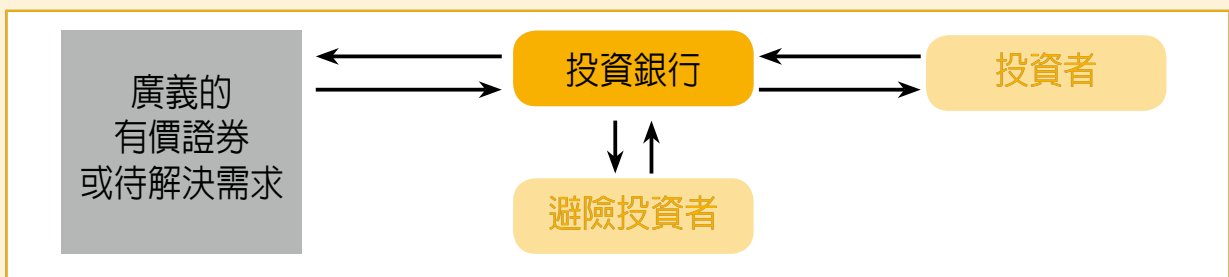 廣義的
有價證券
或待解決需求
投資銀行
投資者
避險投資者